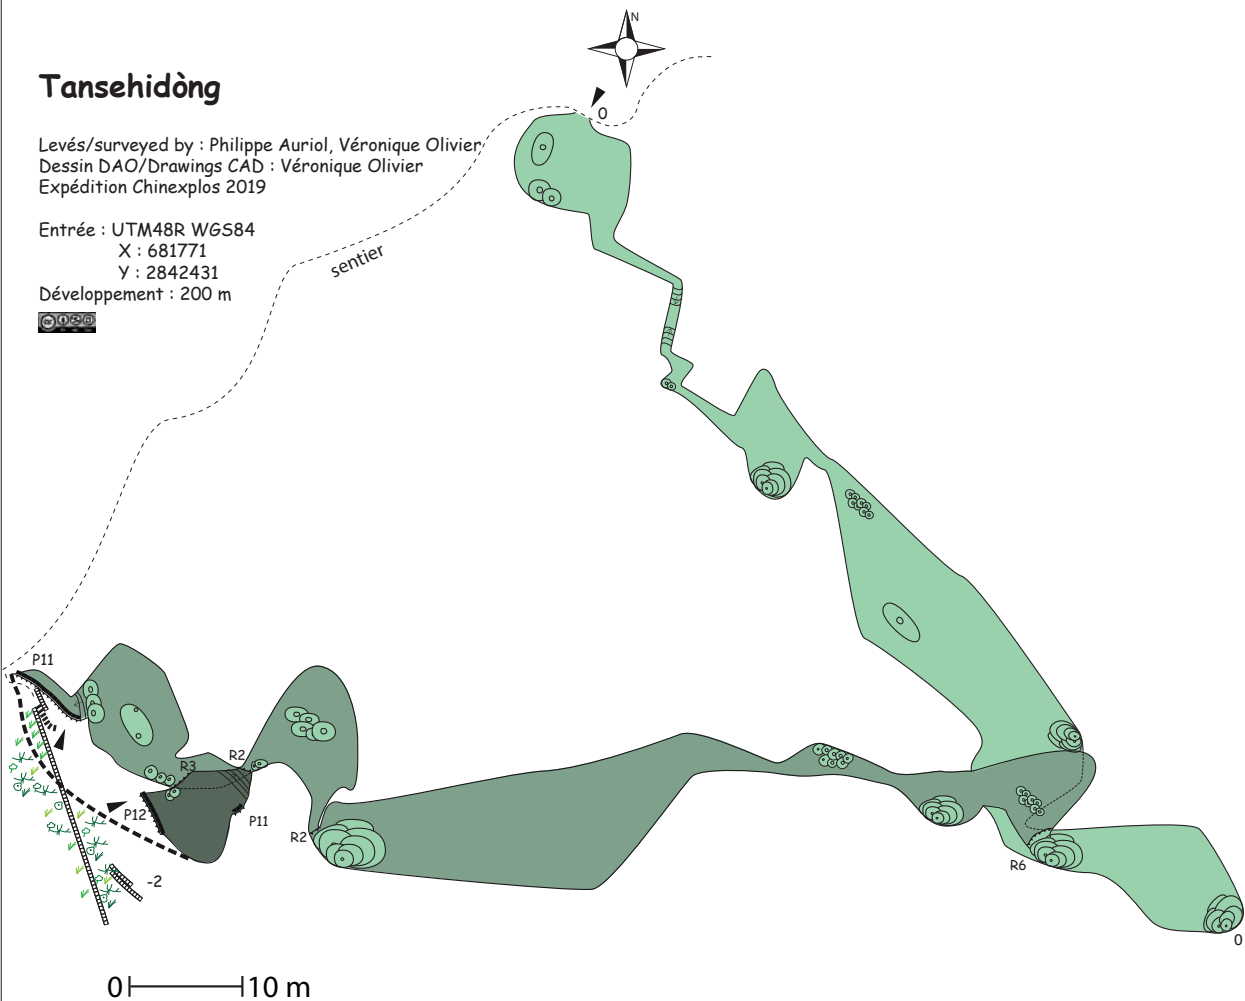 N
Tansehidòng
0
Levés/surveyed by : Philippe Auriol, Véronique Olivier
Dessin DAO/Drawings CAD : Véronique Olivier
Expédition Chinexplos 2019
Entrée : UTM48R WGS84
X : 681771
Y : 2842431
Développement : 200 m
sentier
P11
R3
R2
P12
P11
R2
R6
-2
0
0 10 m